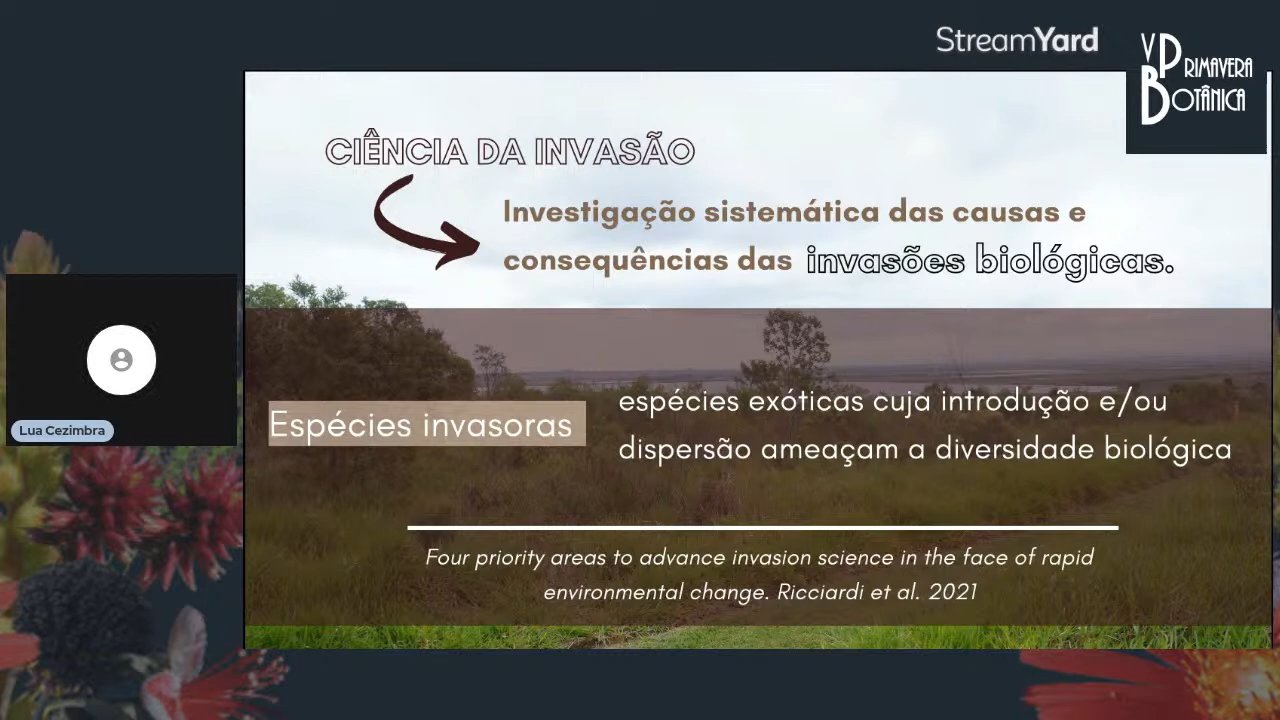 StreamYard
V PRIMAVERA
BOTÂNICA
CIÊNCIA DA INVASÃO
Investigação sistemática das causas e
consequências das invasões biológicas.
Espécies invasoras
espécies exóticas cuja introdução e/ou
dispersão ameaçam a diversidade biológica
Lua Cezimbra
Four priority areas to advance invasion science in the face of rapid
environmental change. Ricciardi et al. 2021